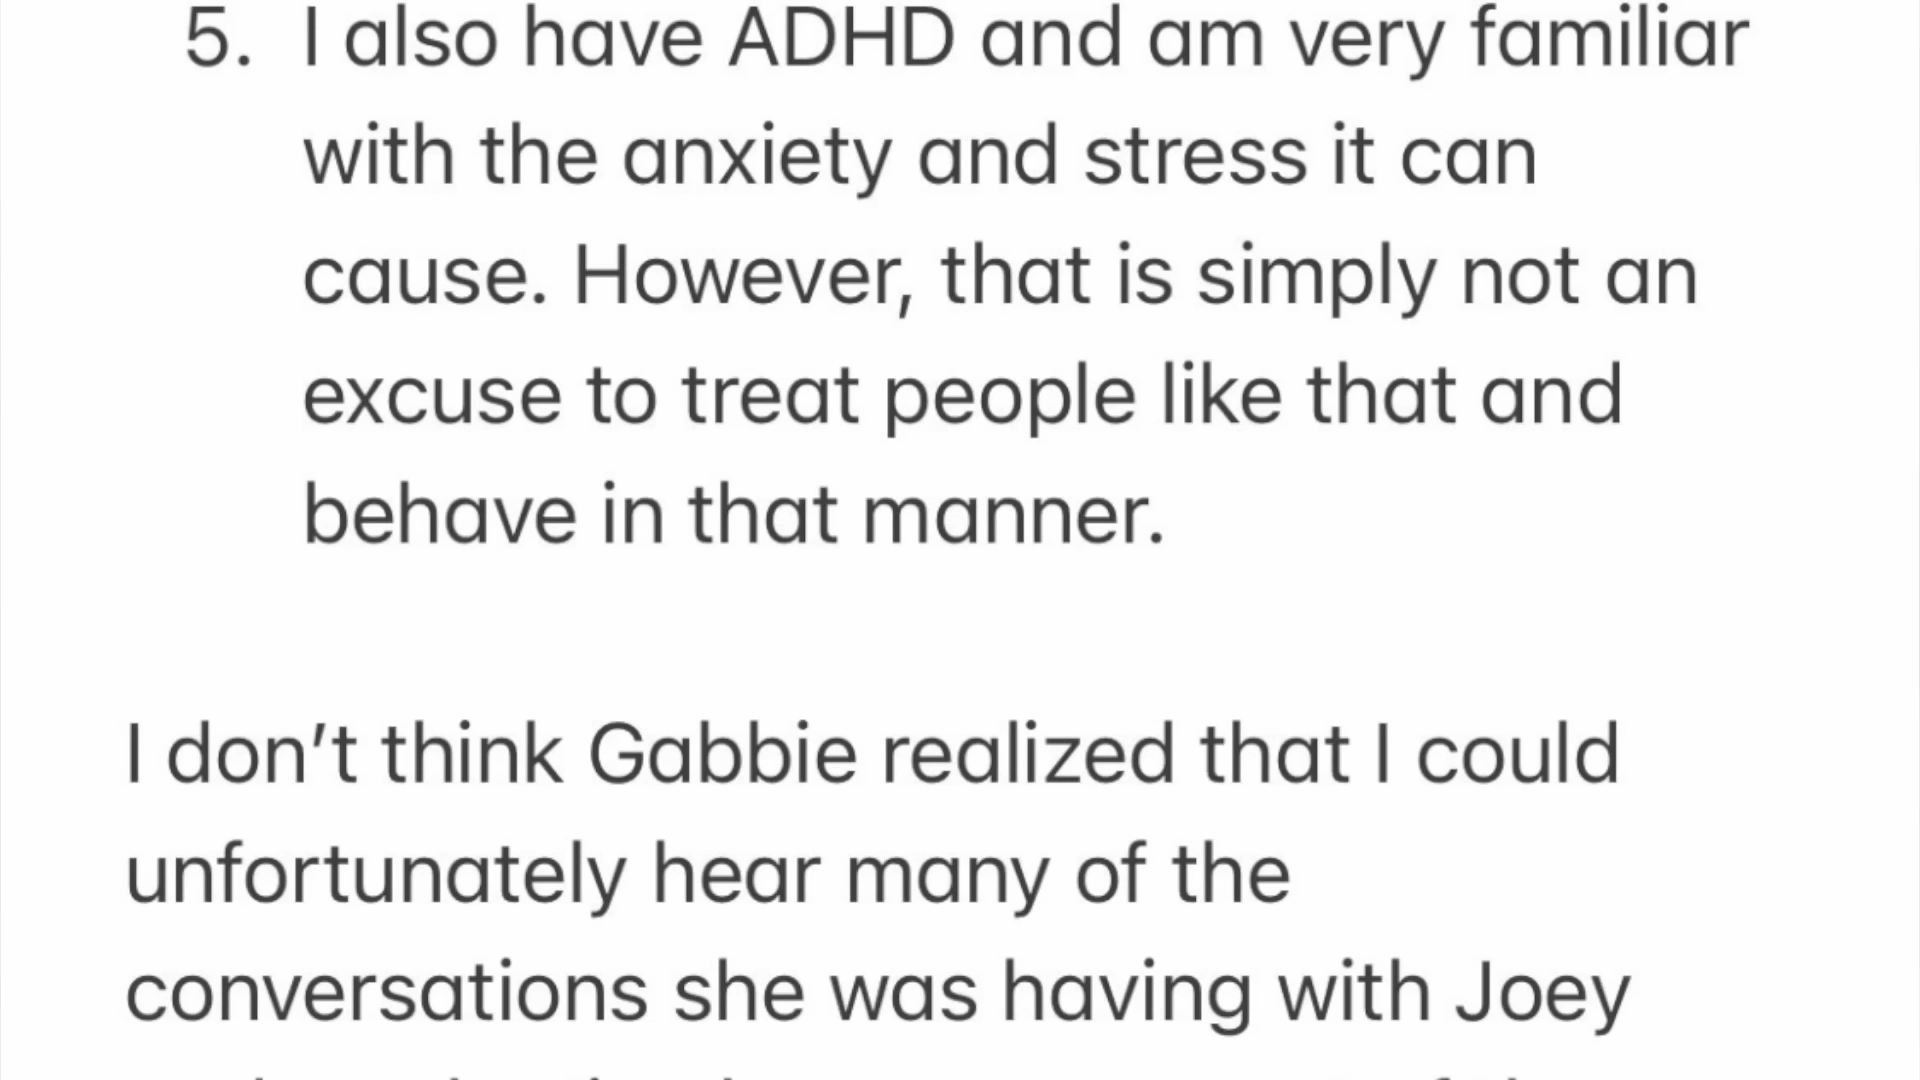 5. I also have ADHD and am very familiar
with the anxiety and stress it can
cause. However, that is simply not an
excuse to treat people like that and
behave in that manner.
I don't think Gabbie realized that I could
unfortunately hear many of the
conversations she was having with Joey